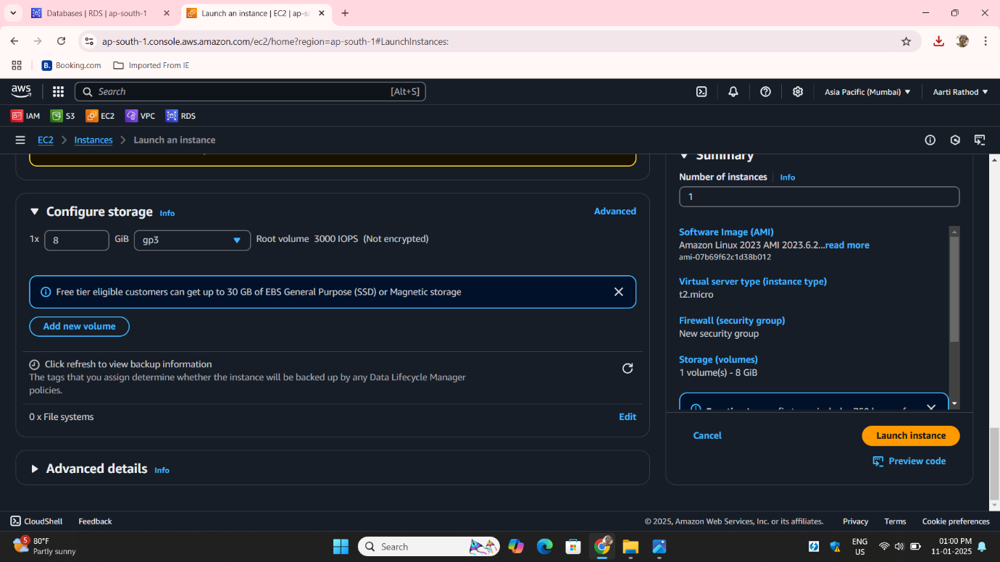 Databases | RDS | ap-south-1
Launch an instance | EC2 | ap-so
ap-south-1.console.aws.amazon.com/ec2/home?region=ap-south-1#LaunchInstances:
B. Booking.com
Imported From IE
aws
Search
[Alt+S]
Asia Pacific (Mumbai)
Aarti Rathod
IAM
S3
EC2
VPC
RDS
EC2
Instances
Launch an instance
Configure storage
Info
Advanced
1x
8
GiB
gp3
Root volume 3000 IOPS (Not encrypted)
Free tier eligible customers can get up to 30 GB of EBS General Purpose (SSD) or Magnetic storage
Add new volume
Click refresh to view backup information
The tags that you assign determine whether the instance will be backed up by any Data Lifecycle Manager
policies.
0 x File systems
Edit
Advanced details
Info
Summary
Number of instances
Info
1
Software Image (AMI)
Amazon Linux 2023 AMI 2023.6.2...read more
ami-07b69f62c1d38b012
Virtual server type (instance type)
t2.micro
Firewall (security group)
New security group
Storage (volumes)
1 volume(s) - 8 GiB
Cancel
Launch instance
Preview code
CloudShell
Feedback
© 2025, Amazon Web Services, Inc. or its affiliates.
Privacy
Terms
Cookie preferences
5
80°F
Partly sunny
Search
ENG
US
01:00 PM
11-01-2025